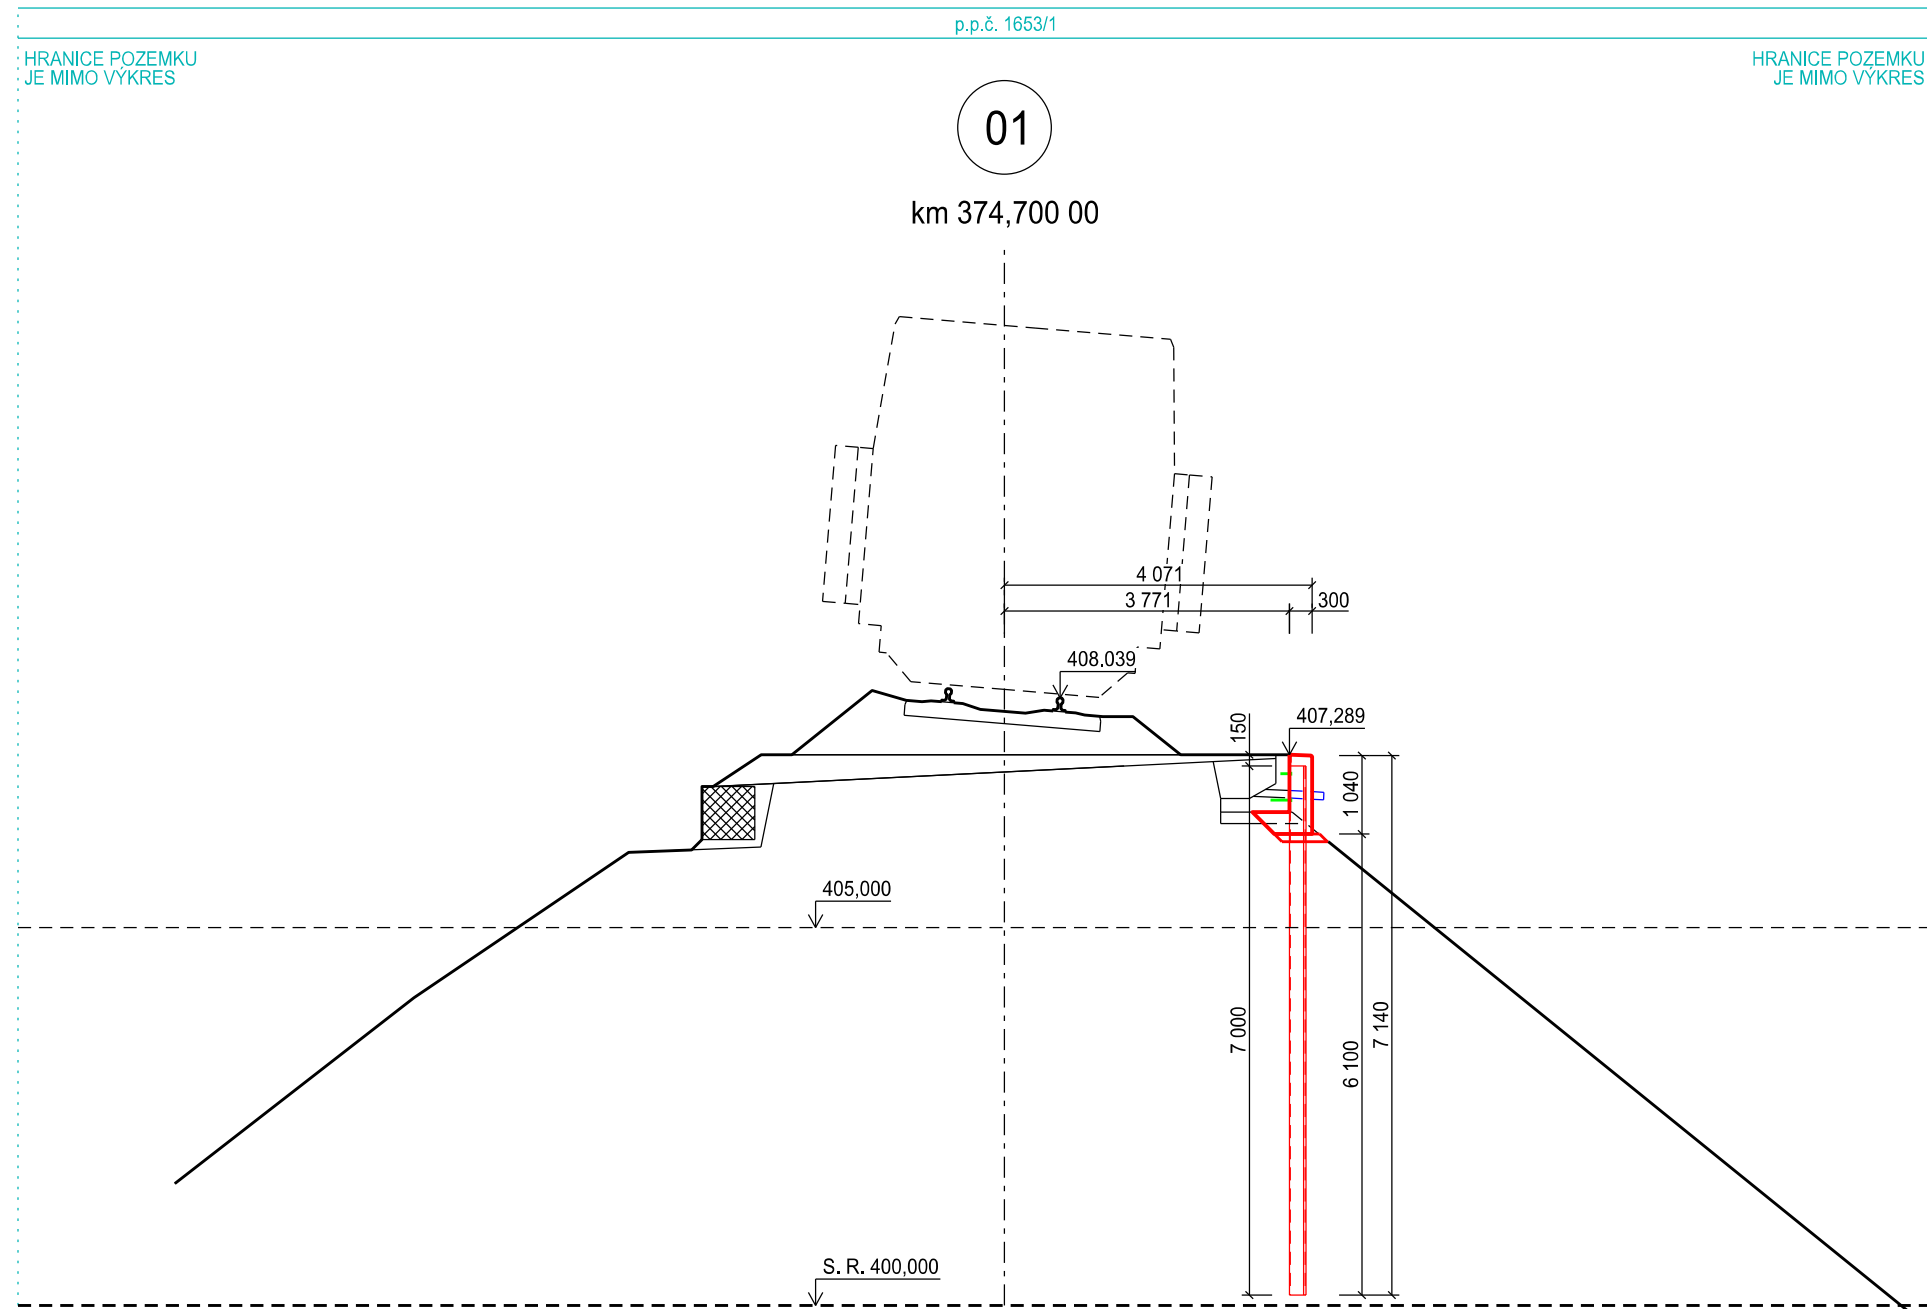 p.p.č. 1653/1
HRANICE POZEMKU
JE MIMO VÝKRES
HRANICE POZEMKU
JE MIMO VÝKRES
01
km 374,700 00
4 071
3 771
300
408.039
150
407,289
1 040
405,000
7 000
6 100
7 140
S. R. 400,000